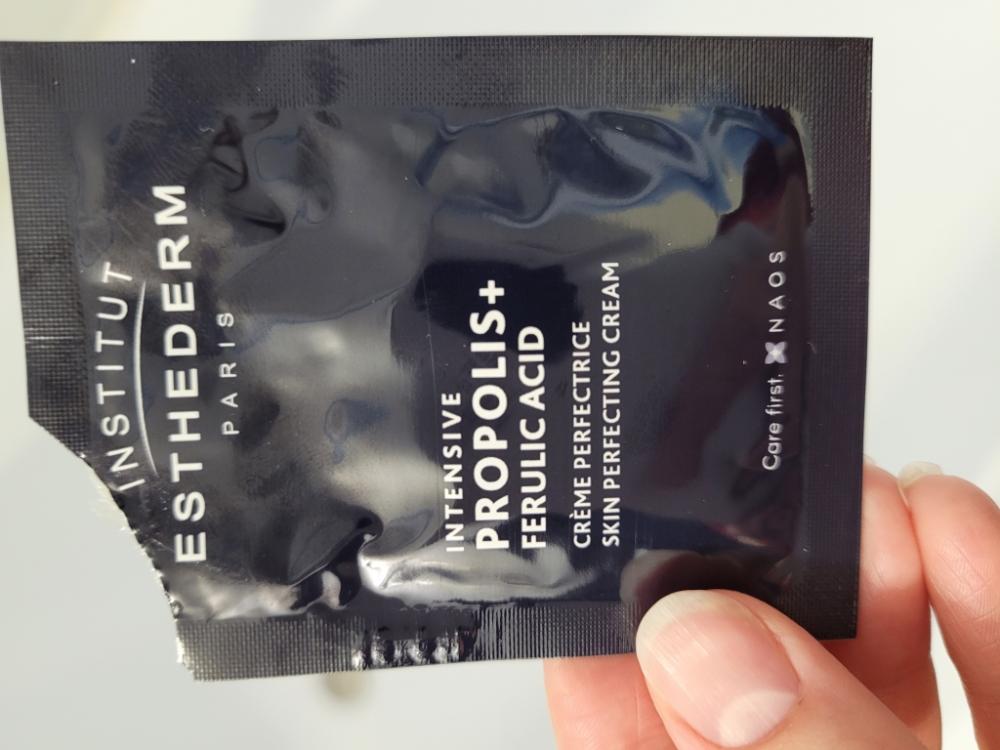 INSTITUT
ESTHEDERM
PARIS
INTENSIVE
PROPOLIS+
FERULIC ACID
CRÈME PERFECTRICE
SKIN PERFECTING CREAM
Care first. NAOS